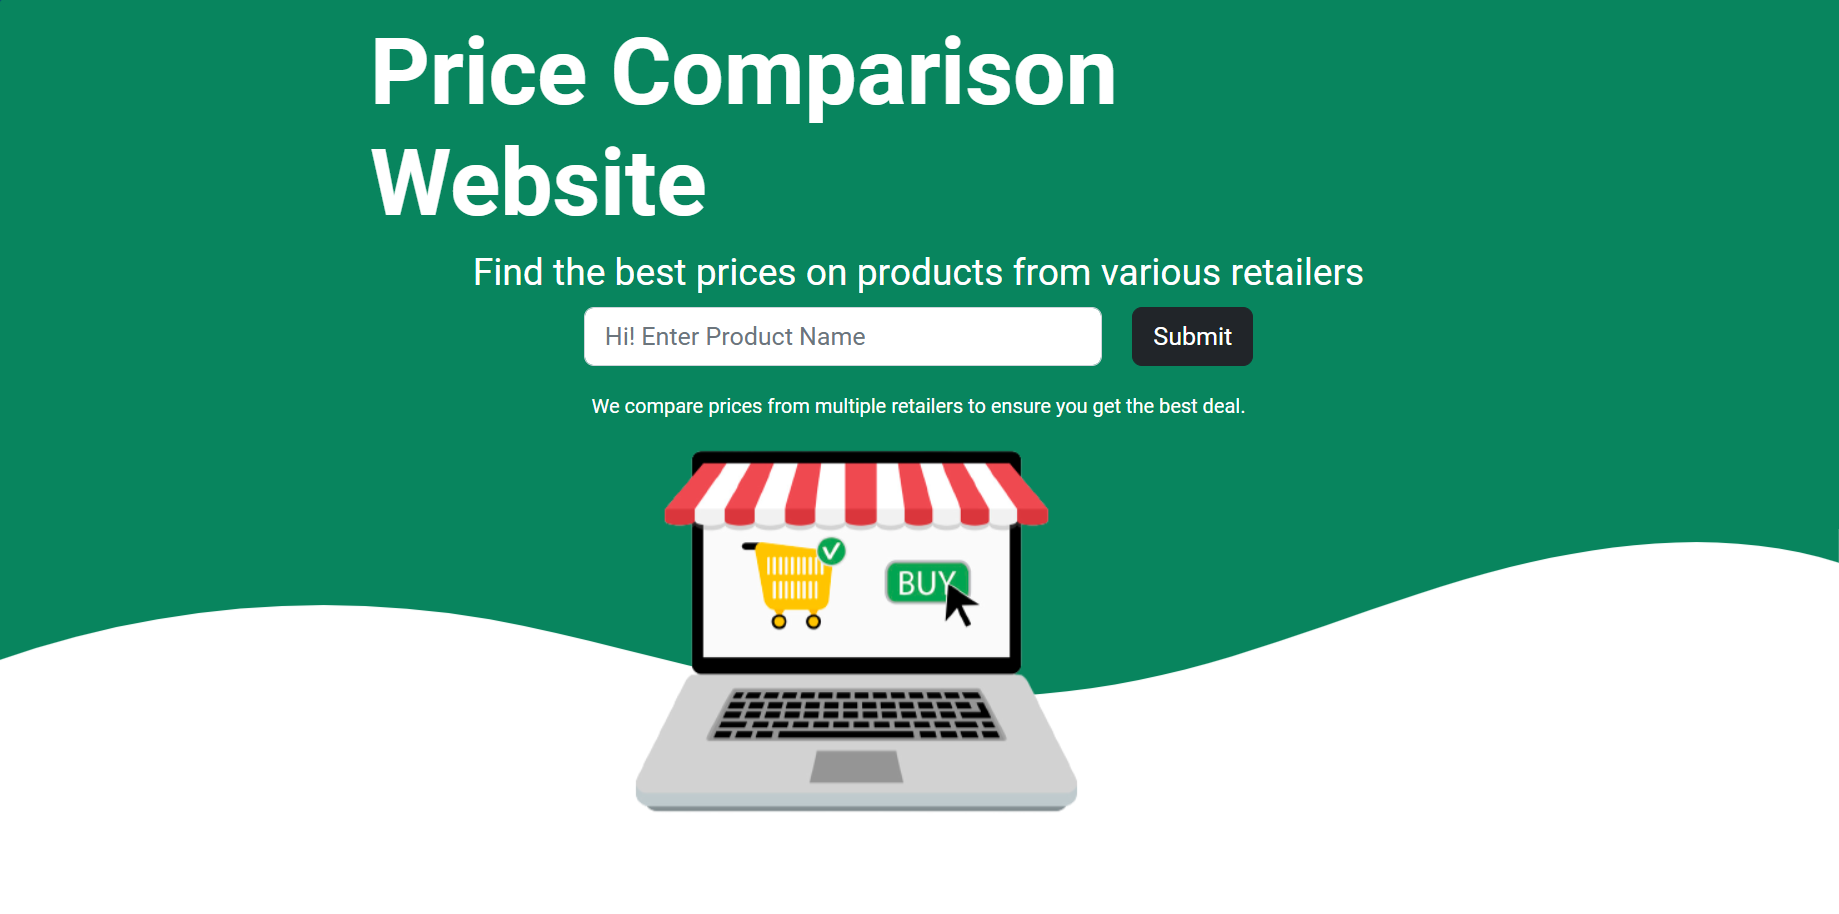 Price Comparison
Website
Find the best prices on products from various retailers
Hi! Enter Product Name
Submit
We compare prices from multiple retailers to ensure you get the best deal.
BUY